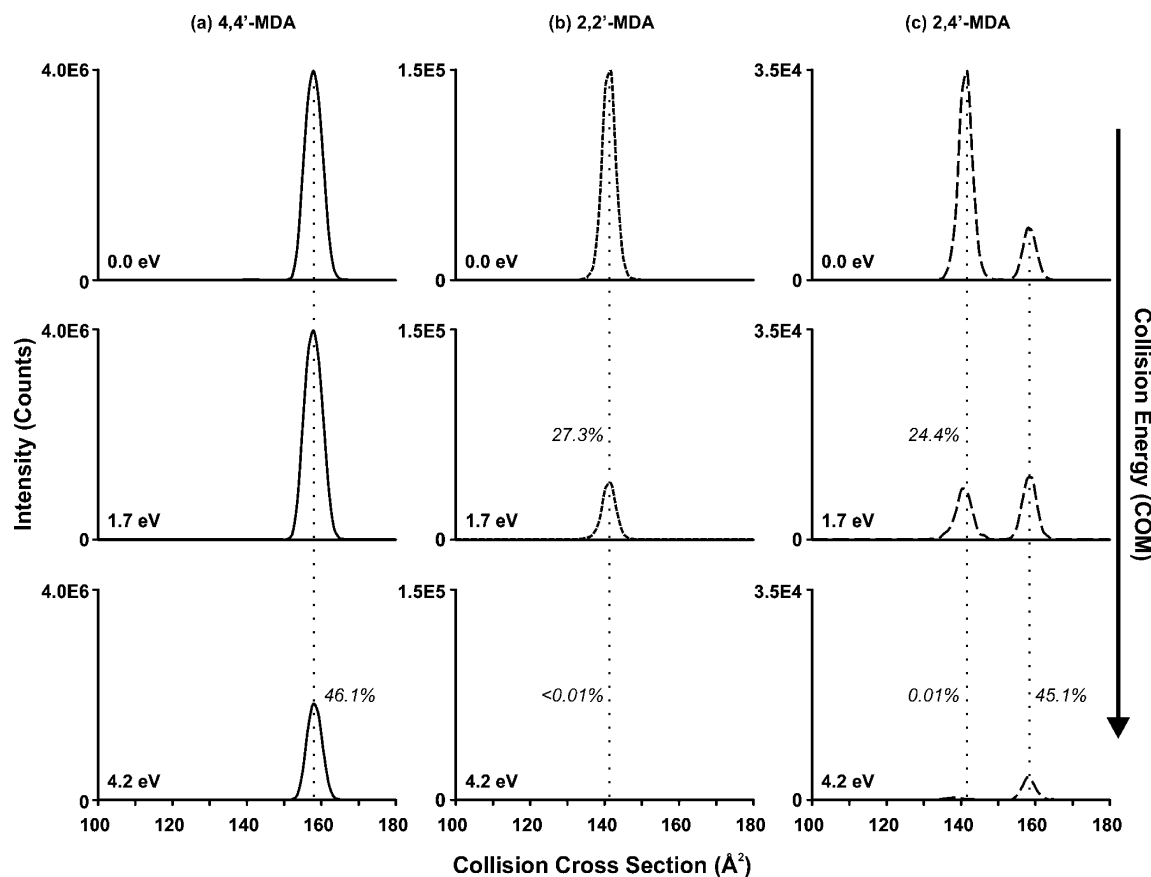 (a) 4,4’-MDA
(b) 2,2’-MDA
(c) 2,4’-MDA
4.0E6
0.0 eV
0
1.5E5
0.0 eV
0
3.5E4
0.0 eV
0
4.0E6
1.7 eV
0
1.5E5
27.3%
1.7 eV
0
3.5E4
24.4%
1.7 eV
0
4.0E6
46.1%
4.2 eV
0
1.5E5
<0.01%
4.2 eV
0
3.5E4
0.01%
45.1%
4.2 eV
0
100 120 140 160 180
100 120 140 160 180
100 120 140 160 180
Intensity (Counts)
Collision Cross Section (Å²)
Collision Energy (COM)